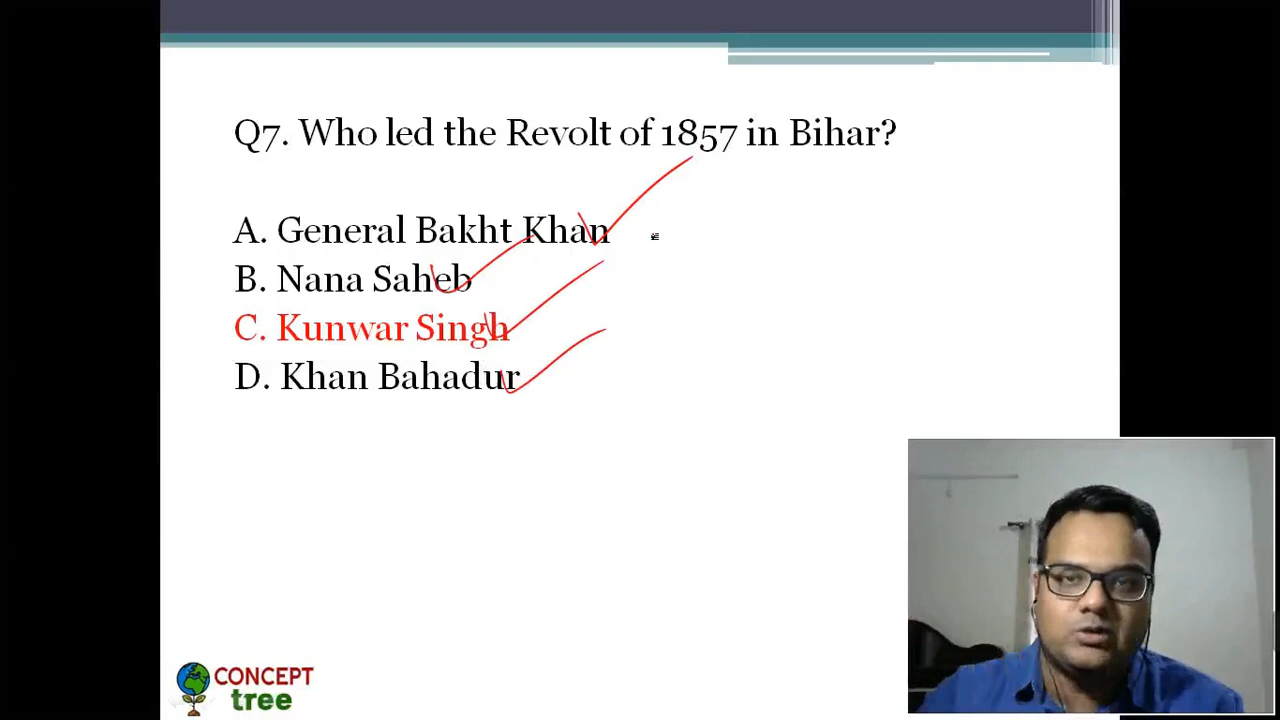 Q7. Who led the Revolt of 1857 in Bihar?
A. General Bakht Khan
B. Nana Saheb
C. Kunwar Singh
D. Khan Bahadur
CONCEPT
tree